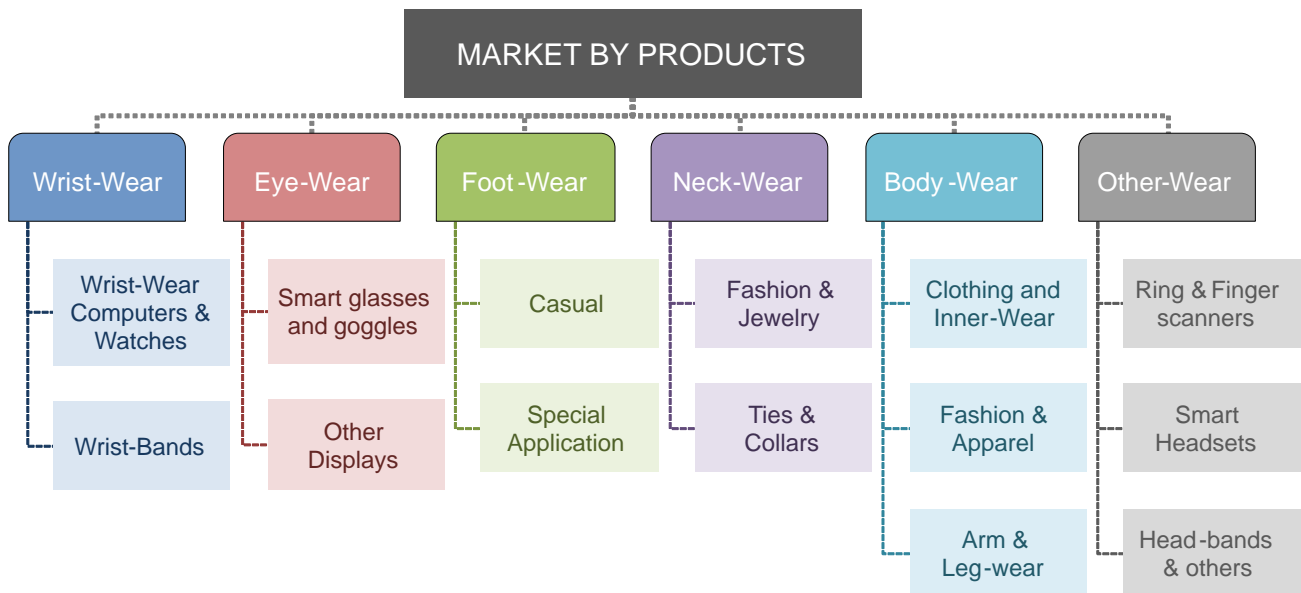 MARKET BY PRODUCTS
Wrist-Wear
Eye-Wear
Foot-Wear
Neck-Wear
Body-Wear
Other-Wear
Wrist-Wear
Computers &
Watches
Smart glasses
and goggles
Casual
Fashion &
Jewelry
Clothing and
Inner-Wear
Ring & Finger
scanners
Wrist-Bands
Other
Displays
Special
Application
Ties &
Collars
Fashion &
Apparel
Smart
Headsets
Arm &
Leg-wear
Head-bands
& others